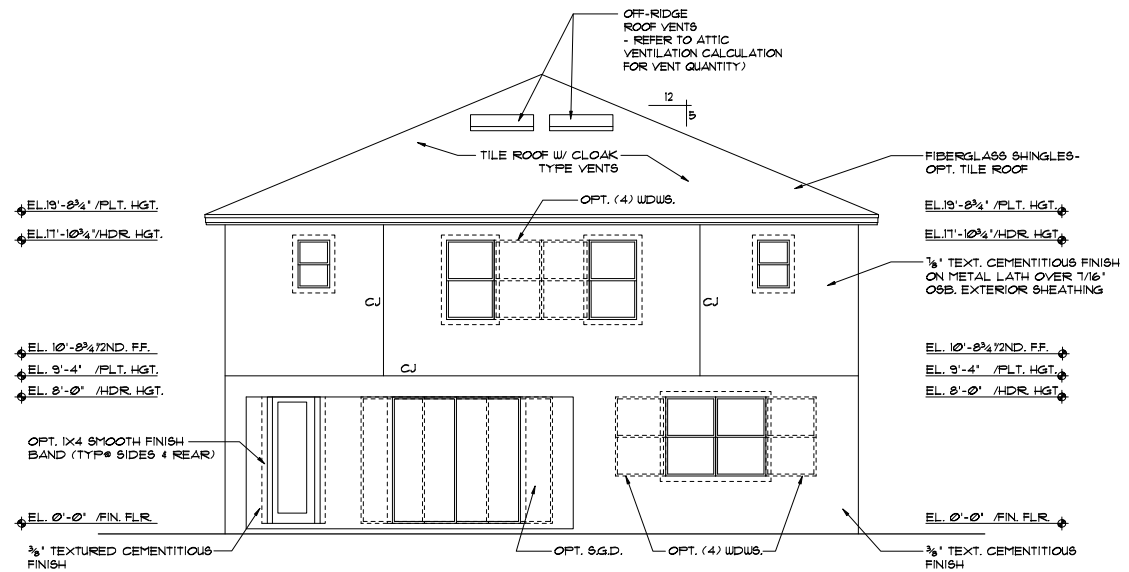 OFF-RIDGE
ROOF VENTS
- REFER TO ATTIC
VENTILATION CALCULATION
FOR VENT QUANTITY)
12
5
TILE ROOF W/ CLOAK
TYPE VENTS
FIBERGLASS SHINGLES-
OPT. TILE ROOF
OPT. (4) WDWS.
EL.19'-8¾" /PLT. HGT.
EL.19'-8¾" /PLT. HGT.
EL.17'-10¾"/HDR. HGT.
EL.17'-10¾"/HDR. HGT.
⅞" TEXT. CEMENTITIOUS FINISH
ON METAL LATH OVER 7/16"
OSB. EXTERIOR SHEATHING
CJ
CJ
EL. 10'-8¾"/2ND. F.F.
EL. 10'-8¾"/2ND. F.F.
EL. 9'-4" /PLT. HGT.
CJ
EL. 9'-4" /PLT. HGT.
EL. 8'-0" /HDR. HGT.
EL. 8'-0" /HDR. HGT.
OPT. 1X4 SMOOTH FINISH
BAND (TYP@ SIDES & REAR)
EL. 0'-0" /FIN. FLR.
EL. 0'-0" /FIN. FLR.
⅜" TEXTURED CEMENTITIOUS
FINISH
OPT. S.G.D.
OPT. (4) WDWS.
⅜" TEXT. CEMENTITIOUS
FINISH